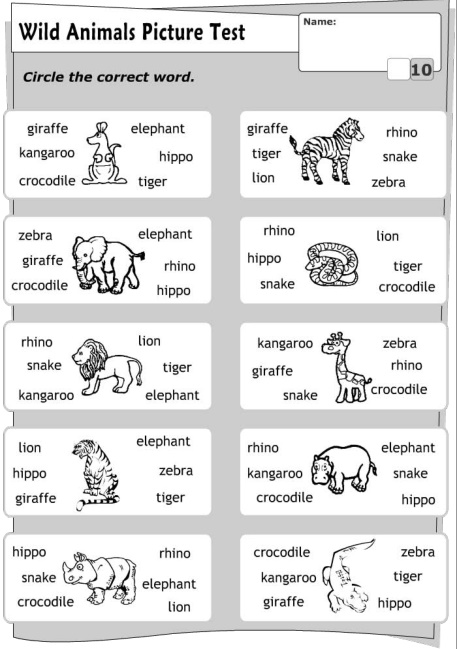 Wild Animals Picture Test
Name:
10
Circle the correct word.
giraffe elephant
kangaroo hippo
crocodile tiger
giraffe rhino
tiger snake
lion zebra
zebra elephant
giraffe rhino
crocodile hippo
rhino lion
hippo tiger
snake crocodile
rhino lion
snake tiger
kangaroo elephant
kangaroo zebra
giraffe rhino
snake crocodile
lion elephant
hippo zebra
giraffe tiger
rhino elephant
kangaroo snake
crocodile hippo
hippo rhino
snake elephant
crocodile lion
crocodile zebra
kangaroo tiger
giraffe hippo